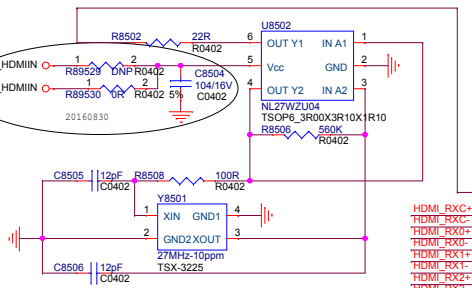 U8502
R8502
22R
R0402
6
OUT Y1
IN A1
1
_HDMIIN
1
2
R89529
DNP
R0402
5
Vcc
GND
2
C8504
104/16V
C0402
5%
_HDMIIN
1
2
R89530
0R
R0402
4
OUT Y2
IN A2
3
20160830
NL27WZU04
TSOP6_3R00X3R10X1R10
R8506
560K
R0402
C8505
12pF
C0402
R8508
100R
R0402
Y8501
1
XIN
GND1
4
2
GND2
XOUT
3
27MHz-10ppm
TSX-3225
C8506
12pF
C0402
HDMI_RXC+
HDMI_RXC-
HDMI_RX0+
HDMI_RX0-
HDMI_RX1+
HDMI_RX1-
HDMI_RX2+